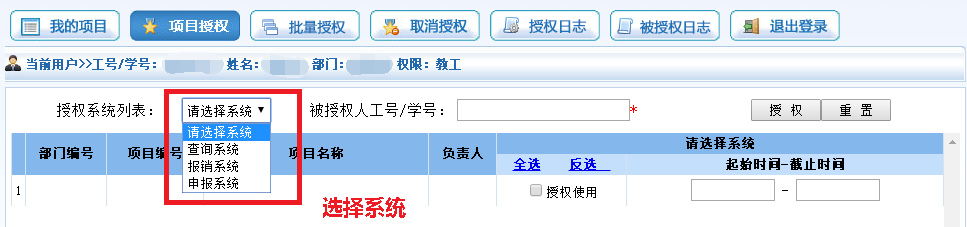 我的项目 项目授权 批量授权 取消授权 授权日志 被授权日志 退出登录
当前用户>>工号/学号: 姓名: 部门: 权限: 教工
授权系统列表: 请选择系统▼ 被授权人工号/学号: * 授 权 重 置
请选择系统
查询系统
报销系统
申报系统
部门编号 项目编号 项目名称 负责人 请选择系统
全选 反选 起始时间-截止时间
1 授权使用 -
选择系统